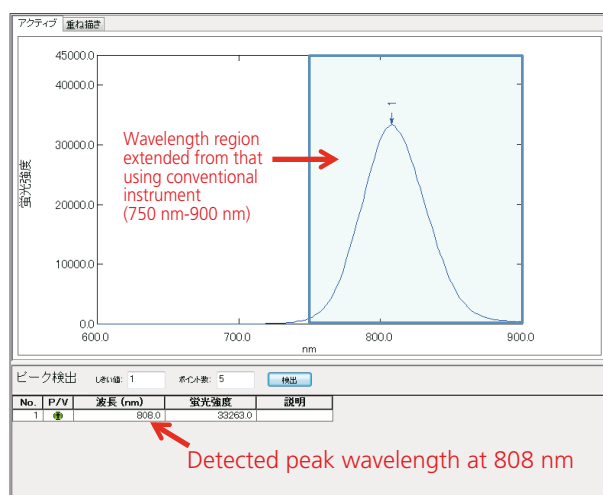 アクティブ 重ね描き
45000.0
40000.0
30000.0
20000.0
10000.0
0.0
蛍光強度
Wavelength region
extended from that
using conventional
instrument
(750 nm-900 nm)
1
600.0 700.0 800.0 900.0
nm
ピーク検出 しきい値: 1 ポイント数: 5 検出
No. P/V 波長 (nm) 蛍光強度 説明
1 808.0 33263.0
Detected peak wavelength at 808 nm